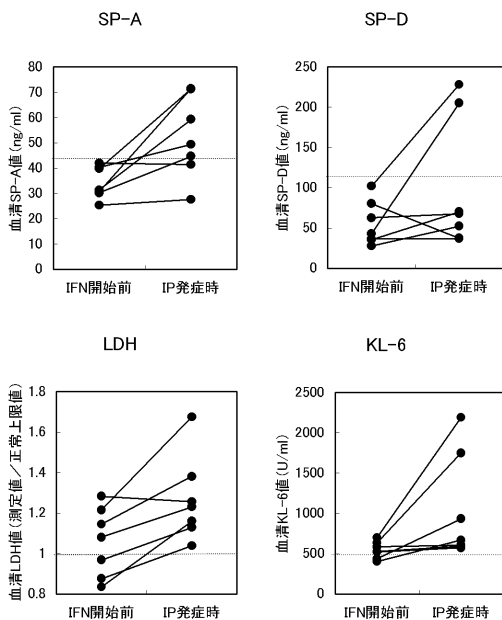 SP-A
SP-D
血清SP-A値(ng/ml)
80
70
60
50
40
30
20
10
0
IFN開始前
IP発症時
血清SP-D値(ng/ml)
250
200
150
100
50
0
IFN開始前
IP発症時
LDH
KL-6
血清LDH値(測定値/正常上限値)
1.8
1.6
1.4
1.2
1
0.8
IFN開始前
IP発症時
血清KL-6値(U/ml)
2500
2000
1500
1000
500
0
IFN開始前
IP発症時